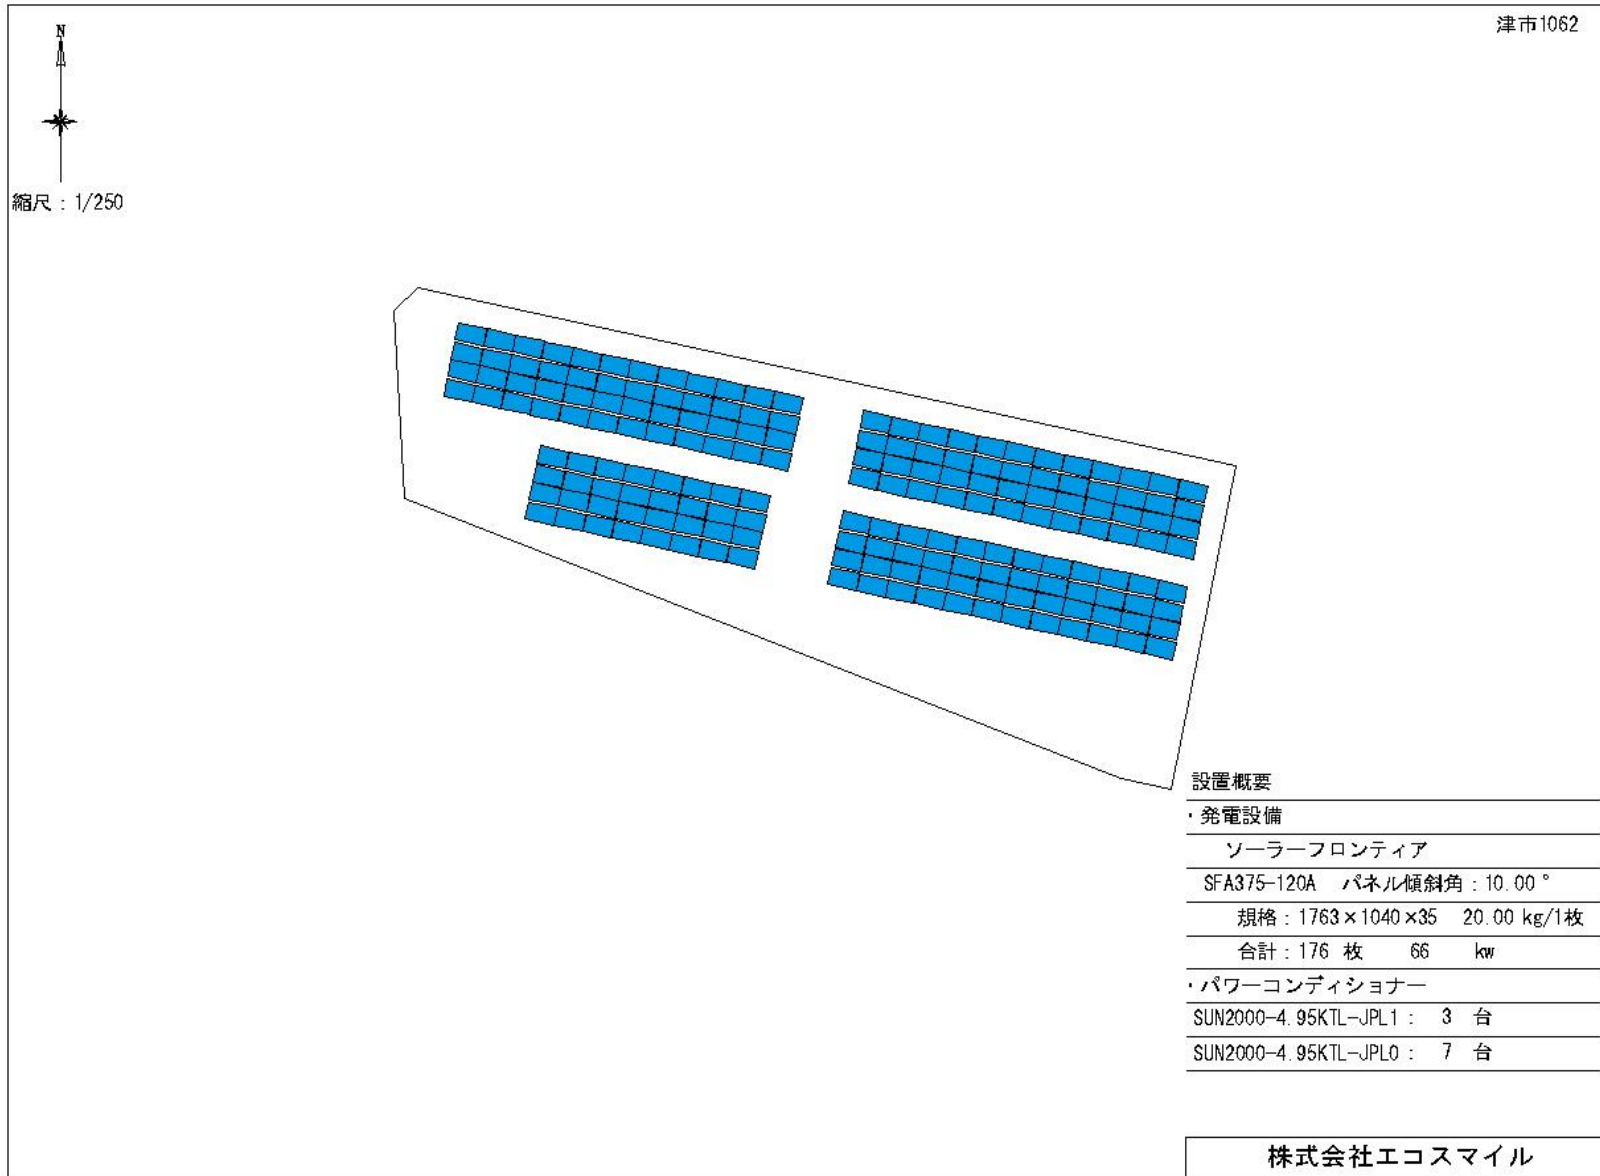 津市1062
N
縮尺：1/250
設置概要
・発電設備
ソーラーフロンティア
SFA375-120A パネル傾斜角：10.00°
規格：1763×1040×35 20.00 kg/1枚
合計：176 枚 66 kw
・パワーコンディショナー
SUN2000-4.95KTL-JPL1： 3 台
SUN2000-4.95KTL-JPL0： 7 台
株式会社エコスマイル